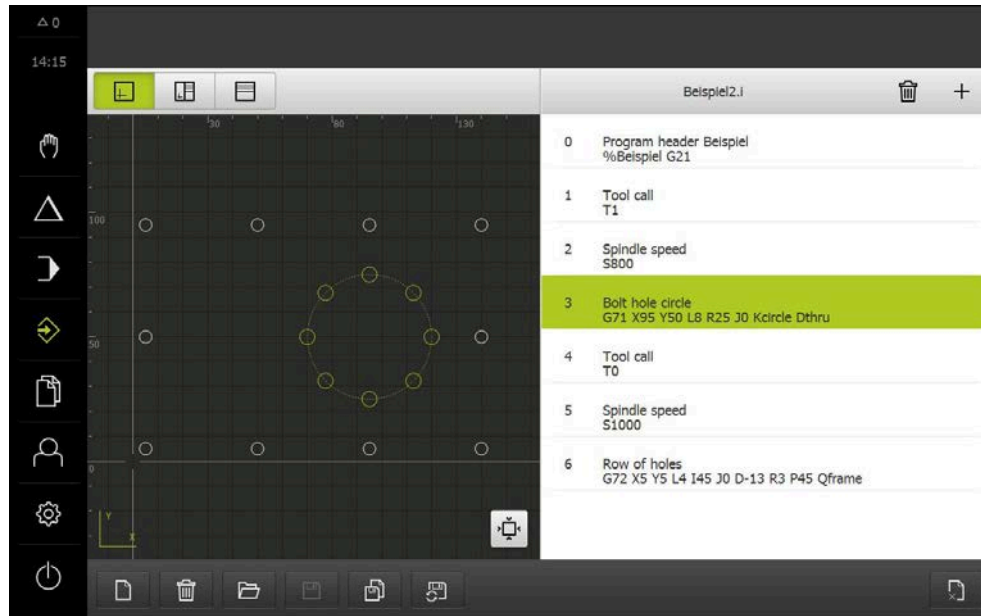 0
14:15
Beispiel2.i
30
80
130
100
50
0
Y
X
0 Program header Beispiel
%Beispiel G21
1 Tool call
T1
2 Spindle speed
S800
3 Bolt hole circle
G71 X95 Y50 L8 R25 J0 Kcircle Dthru
4 Tool call
T0
5 Spindle speed
S1000
6 Row of holes
G72 X5 Y5 L4 I45 J0 D-13 R3 P45 Qframe